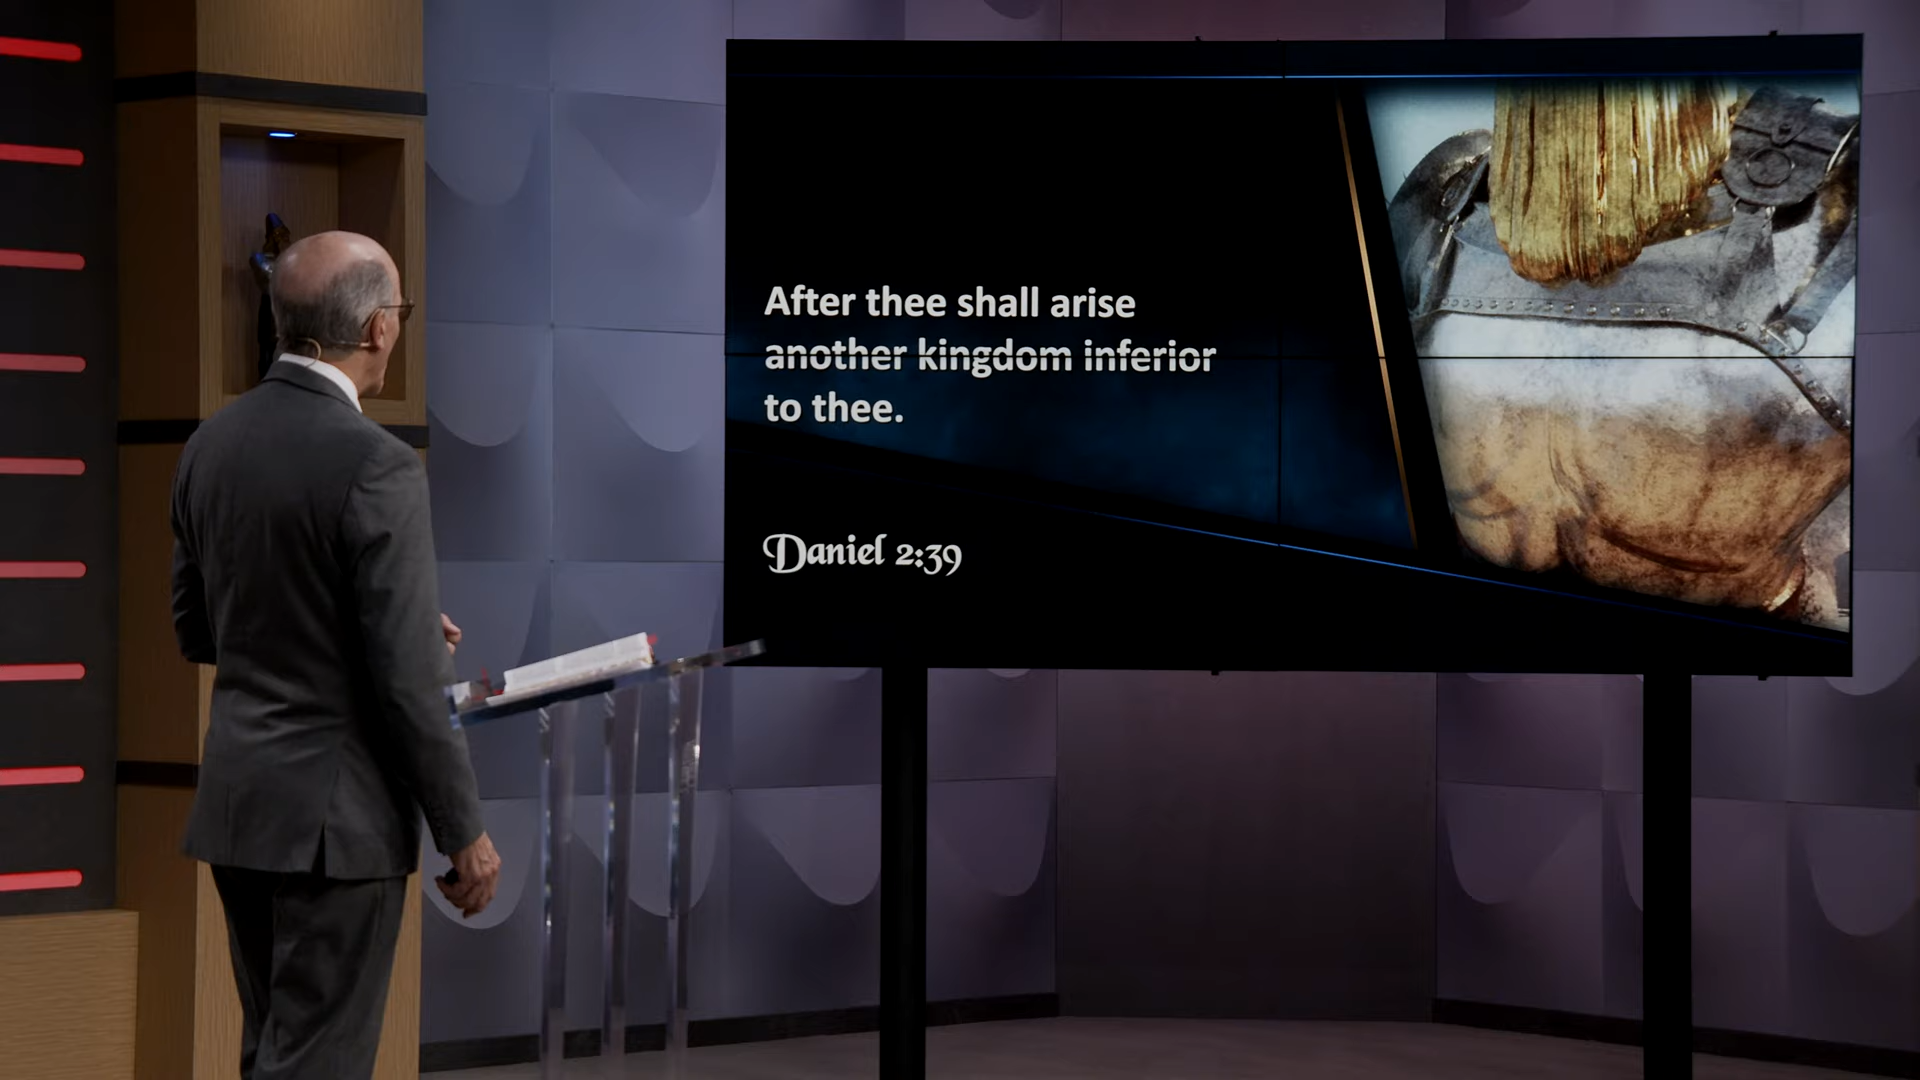 After thee shall arise
another kingdom inferior
to thee.
Daniel 2:39